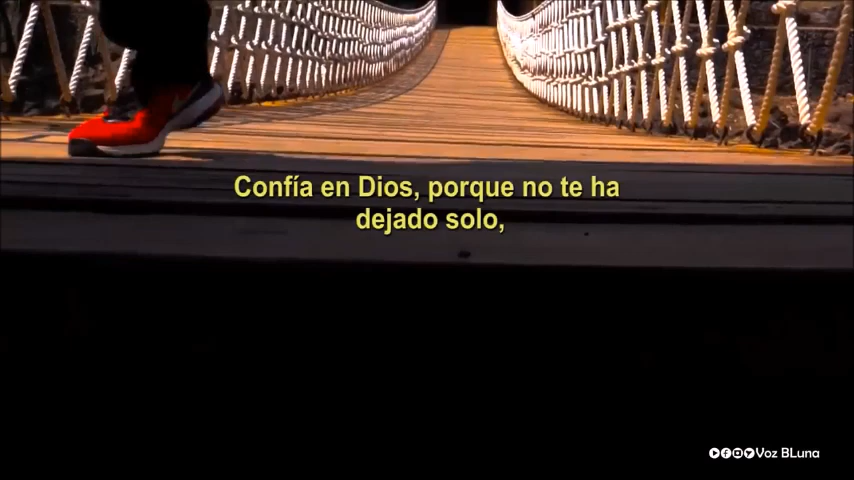 Confía en Dios, porque no te ha
dejado solo,
Voz BLuna